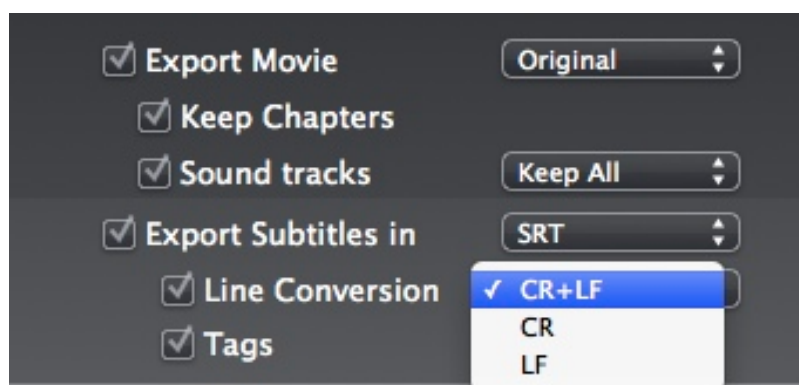 Export Movie Original
Keep Chapters
Sound tracks Keep All
Export Subtitles in SRT
Line Conversion ✓ CR+LF
Tags CR
LF